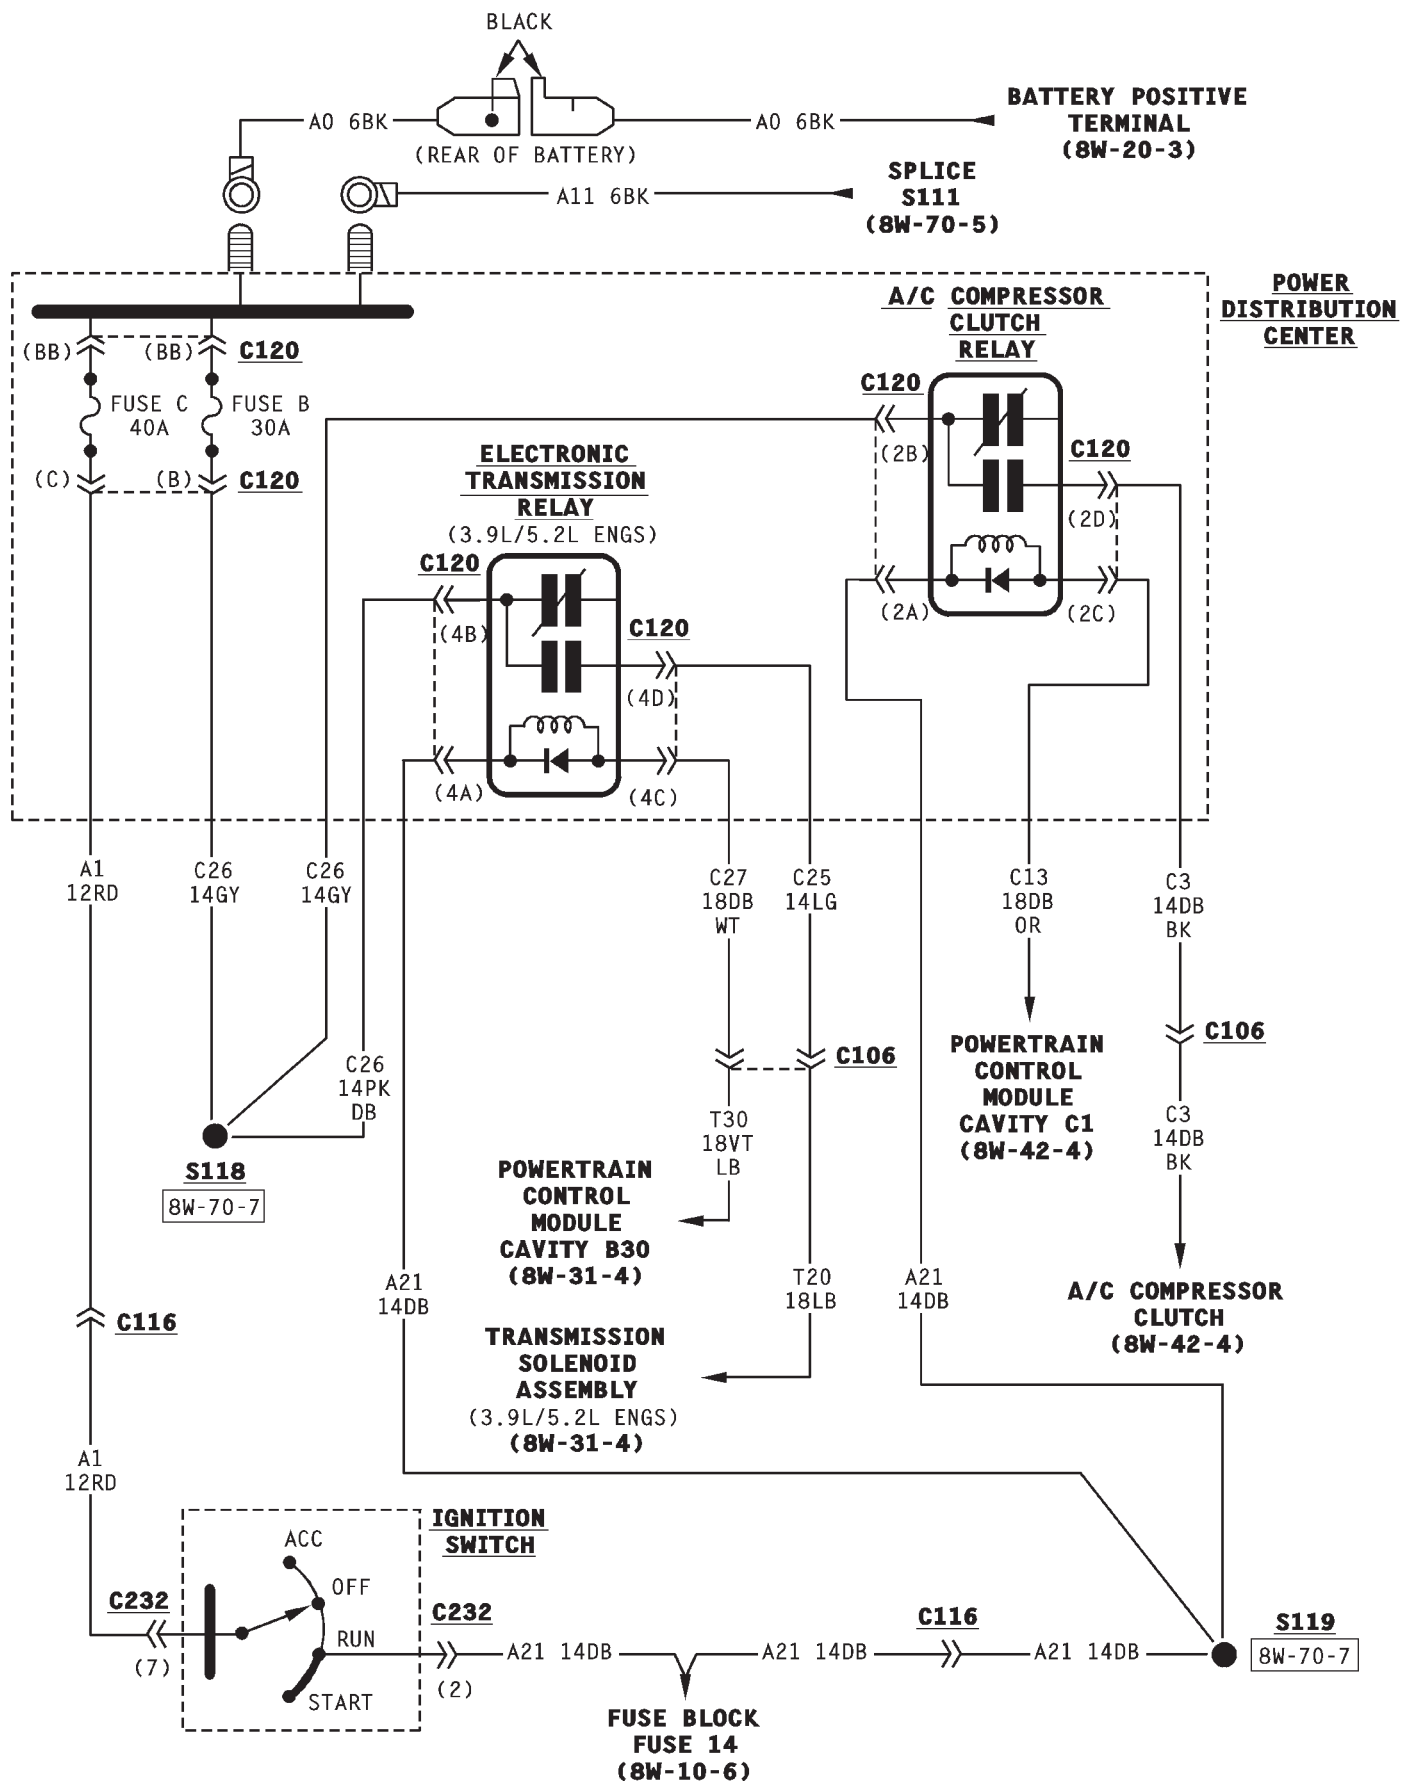 BLACK
A0 6BK
A0 6BK
BATTERY POSITIVE
TERMINAL
(8W-20-3)
(REAR OF BATTERY)
A11 6BK
SPLICE
S111
(8W-70-5)
POWER
DISTRIBUTION
CENTER
A/C COMPRESSOR
CLUTCH
RELAY
(BB)
(BB)
C120
FUSE C
40A
FUSE B
30A
(C)
(B)
C120
C120
(2B)
C120
(2D)
(2A)
(2C)
ELECTRONIC
TRANSMISSION
RELAY
(3.9L/5.2L ENGS)
C120
(4B)
C120
(4D)
(4A)
(4C)
A1
12RD
C26
14GY
C26
14GY
C27
18DB
WT
C25
14LG
C13
18DB
OR
C3
14DB
BK
C106
C106
C26
14PK
DB
POWERTRAIN
CONTROL
MODULE
CAVITY C1
(8W-42-4)
C3
14DB
BK
T30
18VT
LB
S118
8W-70-7
POWERTRAIN
CONTROL
MODULE
CAVITY B30
(8W-31-4)
A21
14DB
T20
18LB
A21
14DB
A/C COMPRESSOR
CLUTCH
(8W-42-4)
C116
TRANSMISSION
SOLENOID
ASSEMBLY
(3.9L/5.2L ENGS)
(8W-31-4)
A1
12RD
IGNITION
SWITCH
ACC
OFF
RUN
START
C232
(7)
C232
(2)
A21 14DB
A21 14DB
C116
A21 14DB
S119
8W-70-7
FUSE BLOCK
FUSE 14
(8W-10-6)